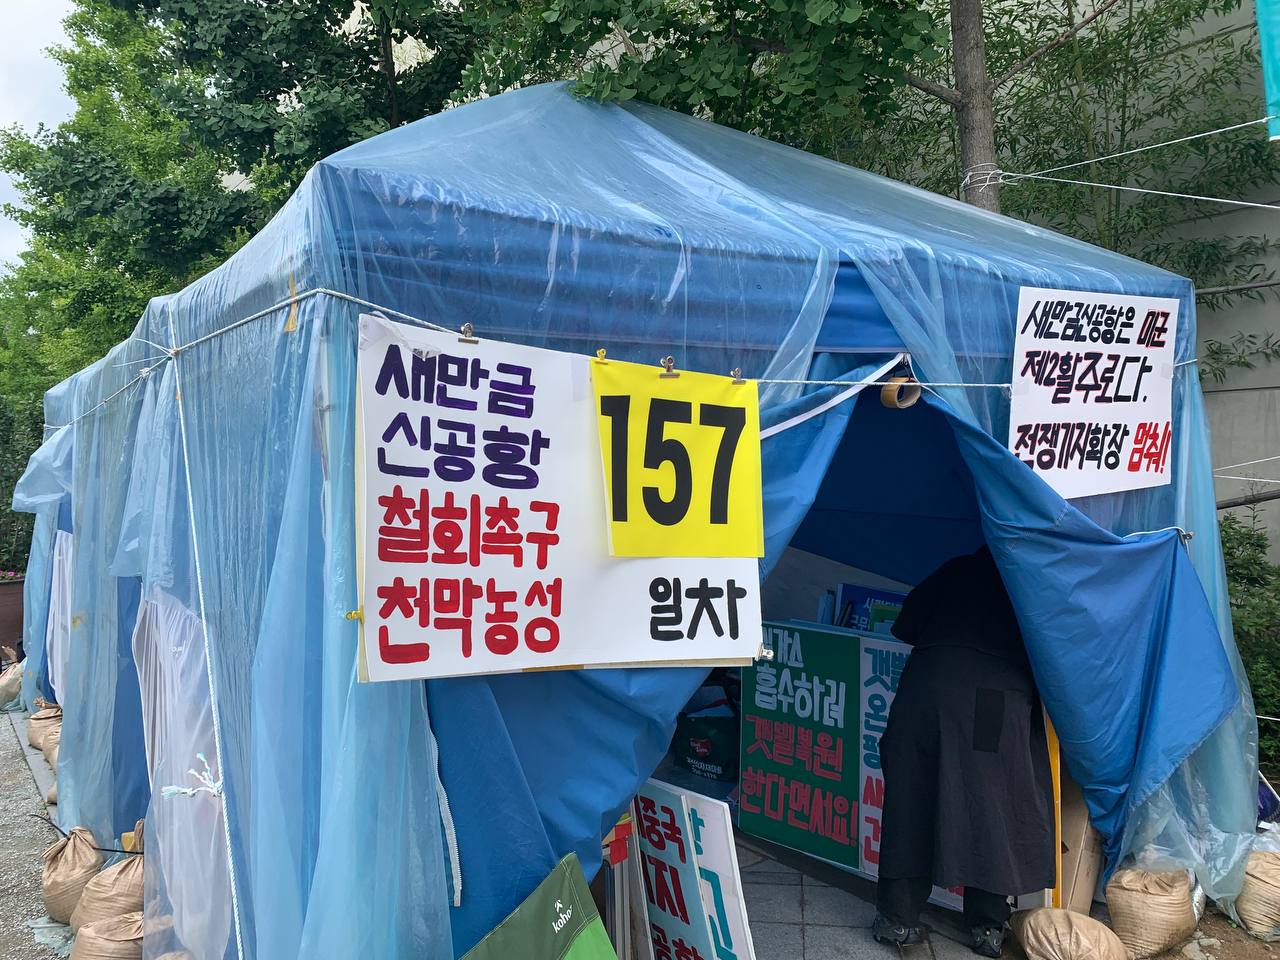 새만금
신공항
철회촉구
천막농성
157
일차
새만금신공항은 미군
제2활주로다.
전쟁기지확장 멈춰!
흡수하려
갯벌복원
한다면서요!
koho